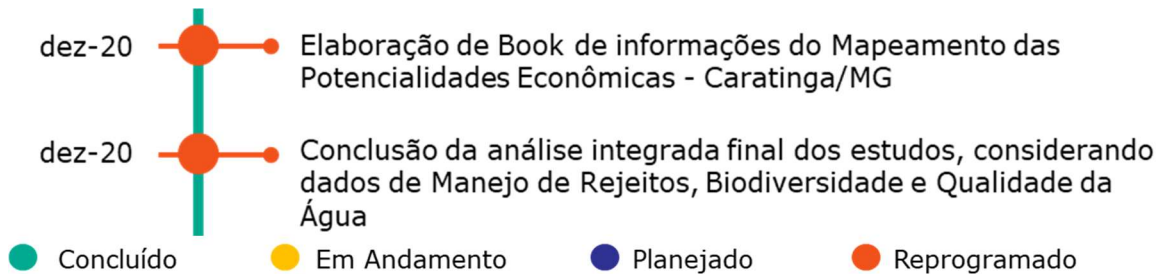 dez-20
Elaboração de Book de informações do Mapeamento das
Potencialidades Econômicas - Caratinga/MG
dez-20
Conclusão da análise integrada final dos estudos, considerando
dados de Manejo de Rejeitos, Biodiversidade e Qualidade da
Água
Concluído
Em Andamento
Planejado
Reprogramado